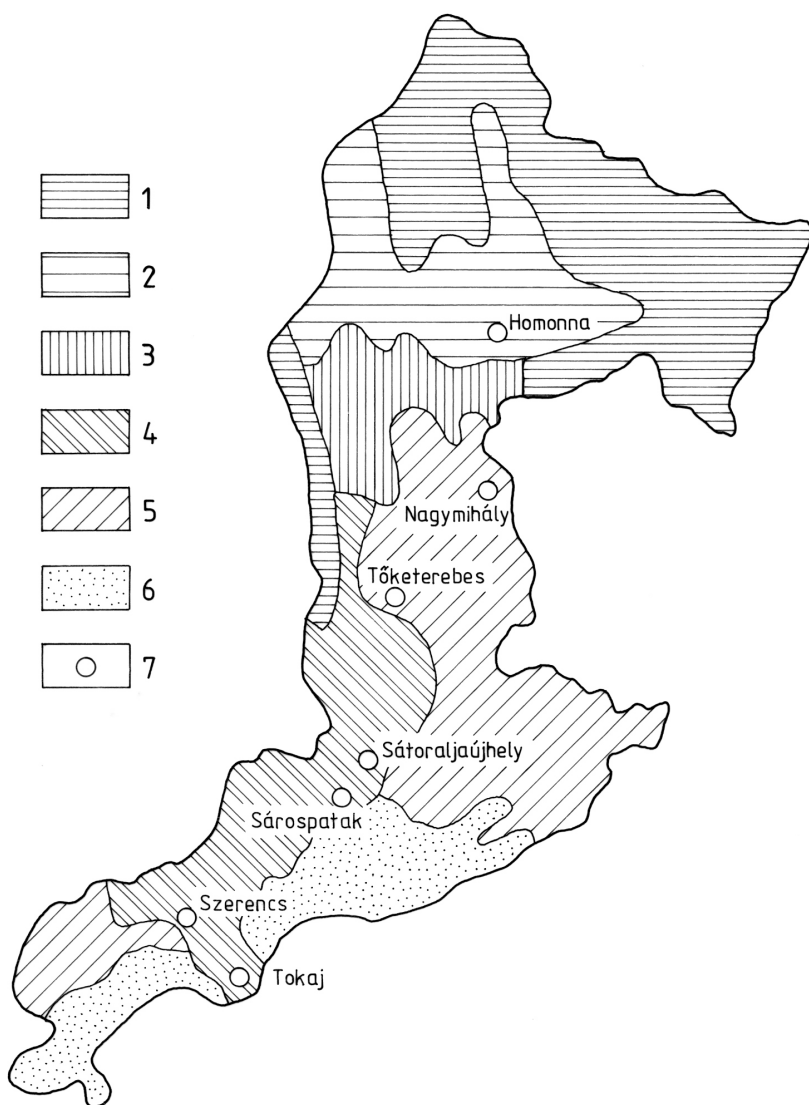 1
2
3
4
5
6
7
Homonna
Nagymihály
Tőketerebes
Sátoraljaújhely
Sárospatak
Szerencs
Tokaj